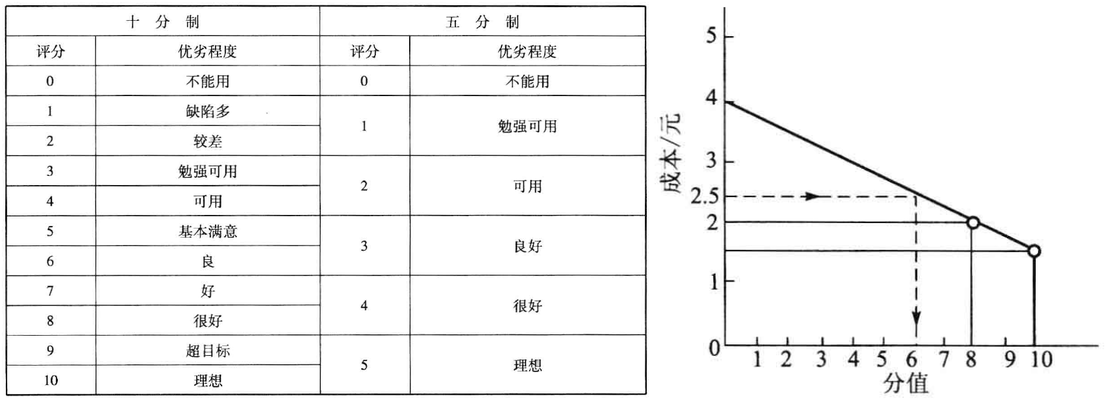 十 分 制 五 分 制
评分 优劣程度 评分 优劣程度
0 不能用 0 不能用
1 缺陷多 1 勉强可用
2 较差
3 勉强可用 2 可用
4 可用
5 基本满意 3 良好
6 良
7 好 4 很好
8 很好
9 超目标 5 理想
10 理想
成本/元
5
4
3
2.5
2
1
0
1 2 3 4 5 6 7 8 9 10
分值